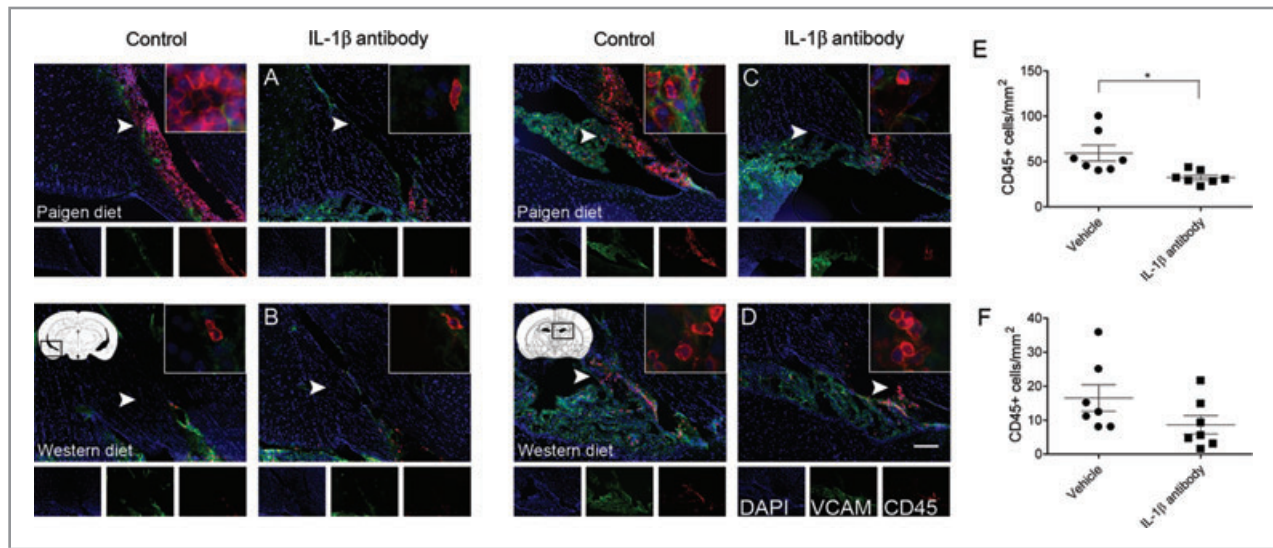 Control IL-1β antibody Control IL-1β antibody
A C
Paigen diet Paigen diet
B D
Western diet Western diet
DAPI VCAM CD45
E
CD45+ cells/mm²
150
100
50
0
*
Vehicle
IL-1β antibody
F
CD45+ cells/mm²
40
30
20
10
0
Vehicle
IL-1β antibody